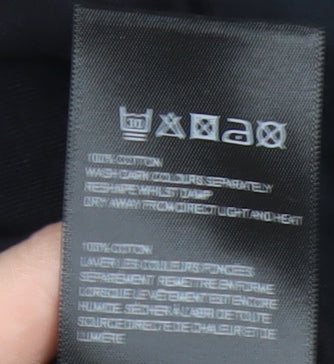 30
100% COTTON
WASH DARK COLOURS SEPARATELY
RESHAPE WHILST DAMP
DRY AWAY FROM DIRECT LIGHT AND HEAT
100% COTON
LAVER LES COULEURS FONCEES
SEPAREMENT REMETTRE EN FORME
LORSQUE LE VETEMENT EST ENCORE
HUMIDE. SECHER A L'ABRI DE TOUTE
SOURCE DIRECTE DE CHALEUR ET DE
LUMIERE